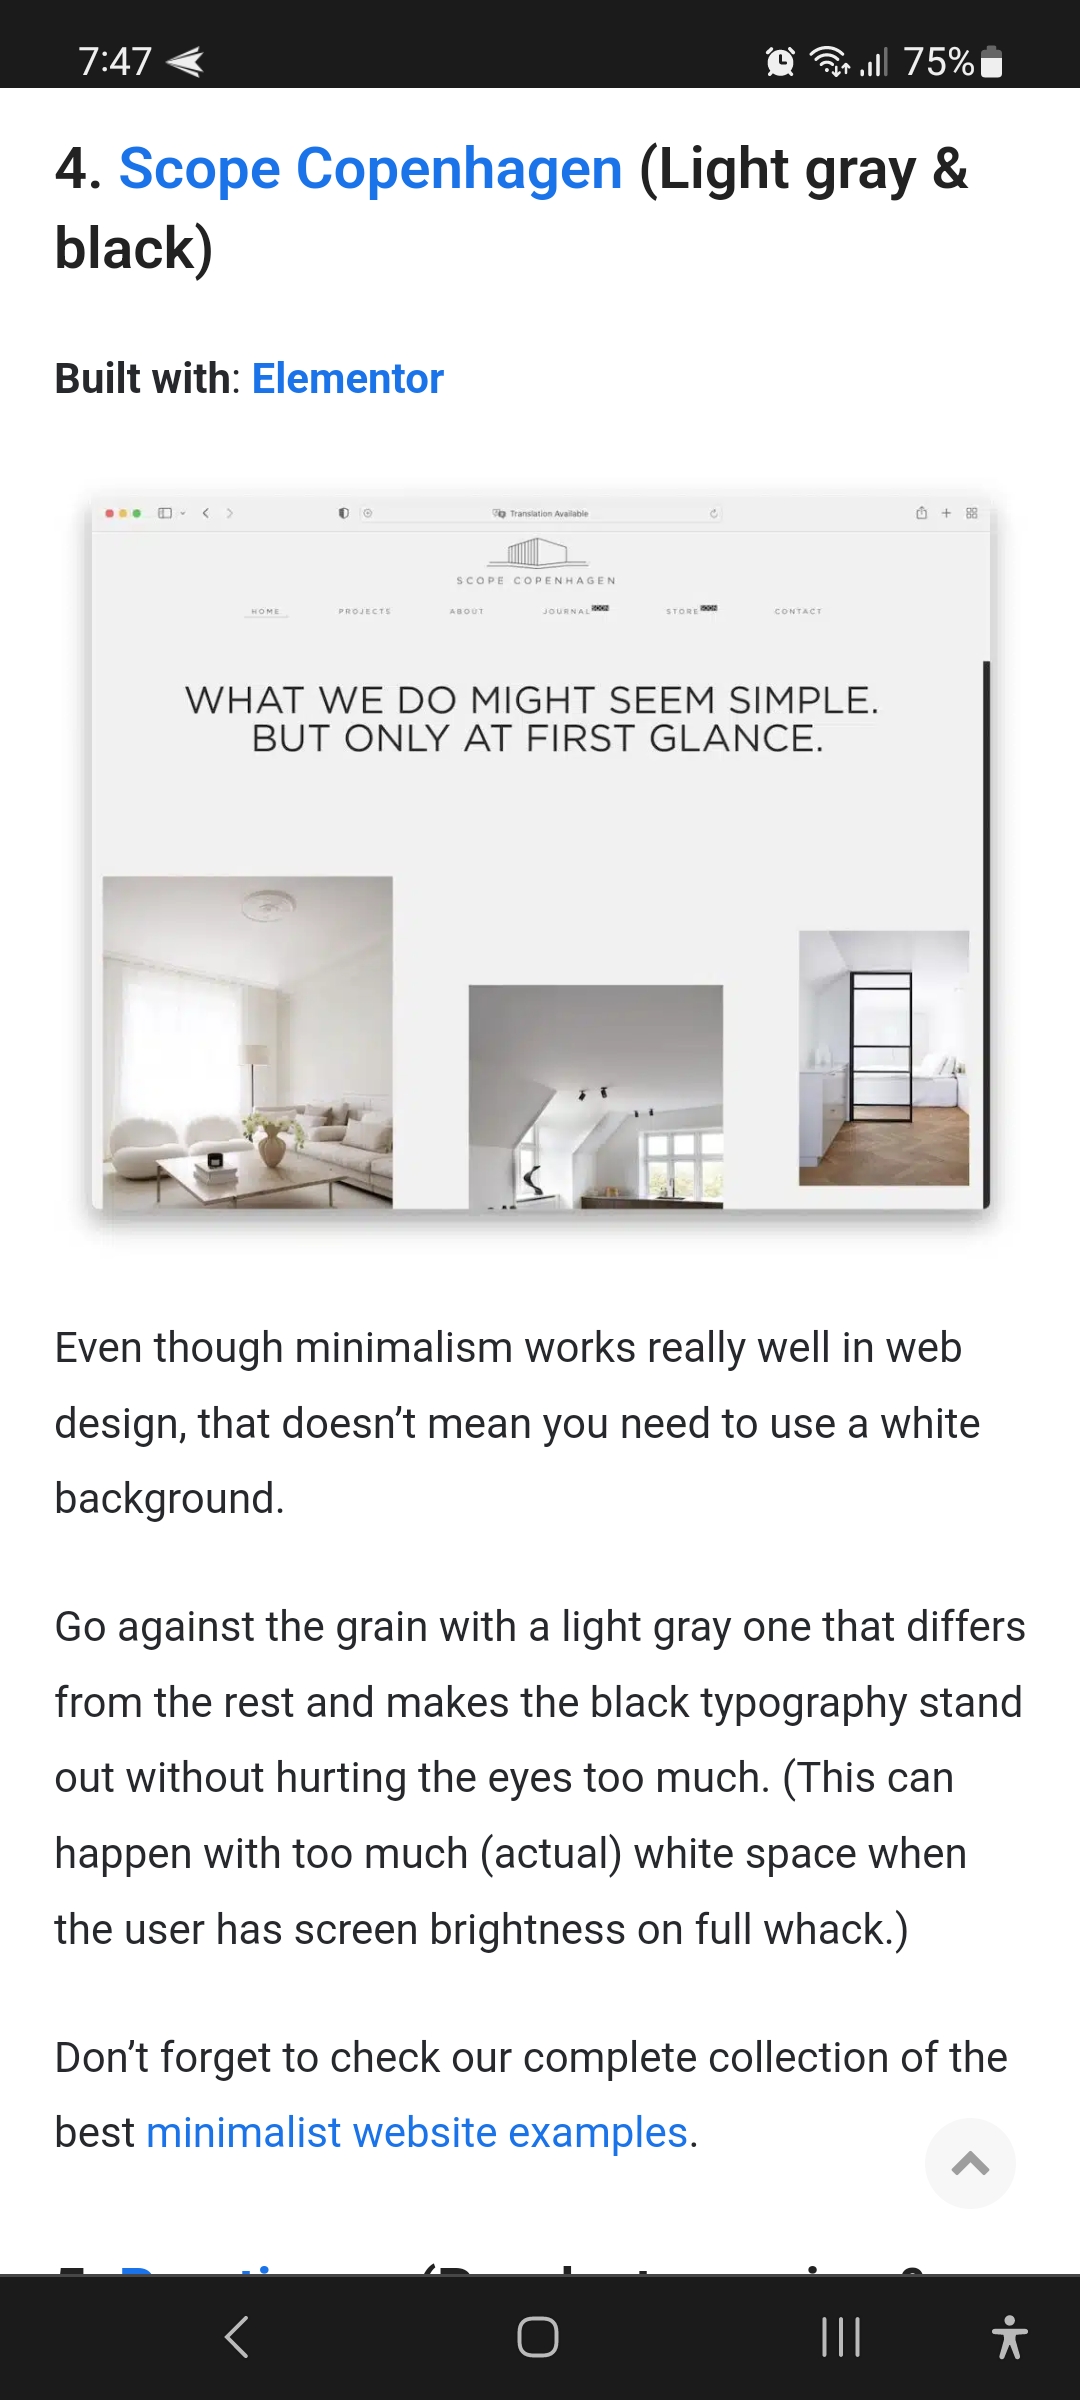 7:47
75%
4. Scope Copenhagen (Light gray &
black)
Built with: Elementor
Translation Available
SCOPE COPENHAGEN
HOME PROJECTS ABOUT JOURNAL SOON STORE SOON CONTACT
WHAT WE DO MIGHT SEEM SIMPLE.
BUT ONLY AT FIRST GLANCE.
Even though minimalism works really well in web
design, that doesn’t mean you need to use a white
background.
Go against the grain with a light gray one that differs
from the rest and makes the black typography stand
out without hurting the eyes too much. (This can
happen with too much (actual) white space when
the user has screen brightness on full whack.)
Don’t forget to check our complete collection of the
best minimalist website examples.